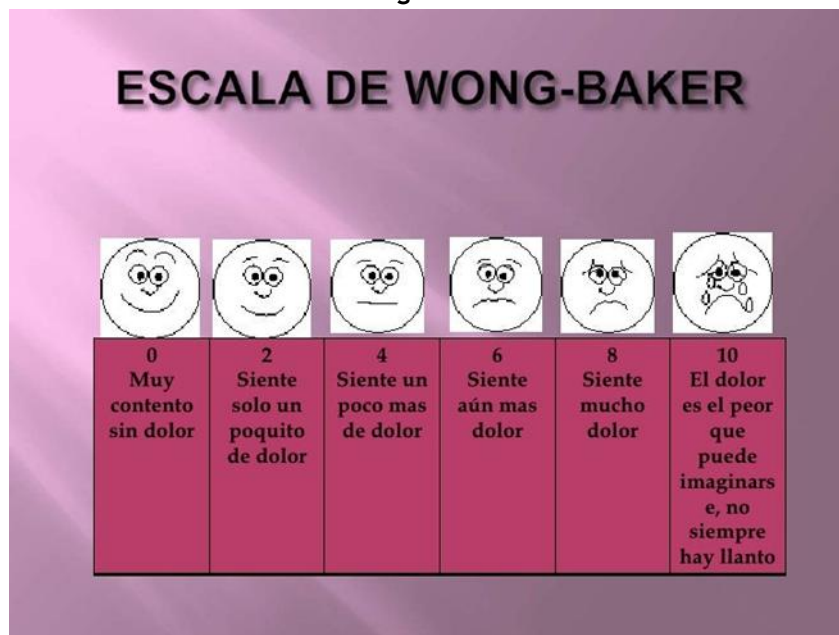 ESCALA DE WONG-BAKER
0
Muy
contento
sin dolor
2
Siente
solo un
poquito
de dolor
4
Siente un
poco mas
de dolor
6
Siente
aún mas
dolor
8
Siente
mucho
dolor
10
El dolor
es el peor
que
puede
imaginars
e, no
siempre
hay llanto